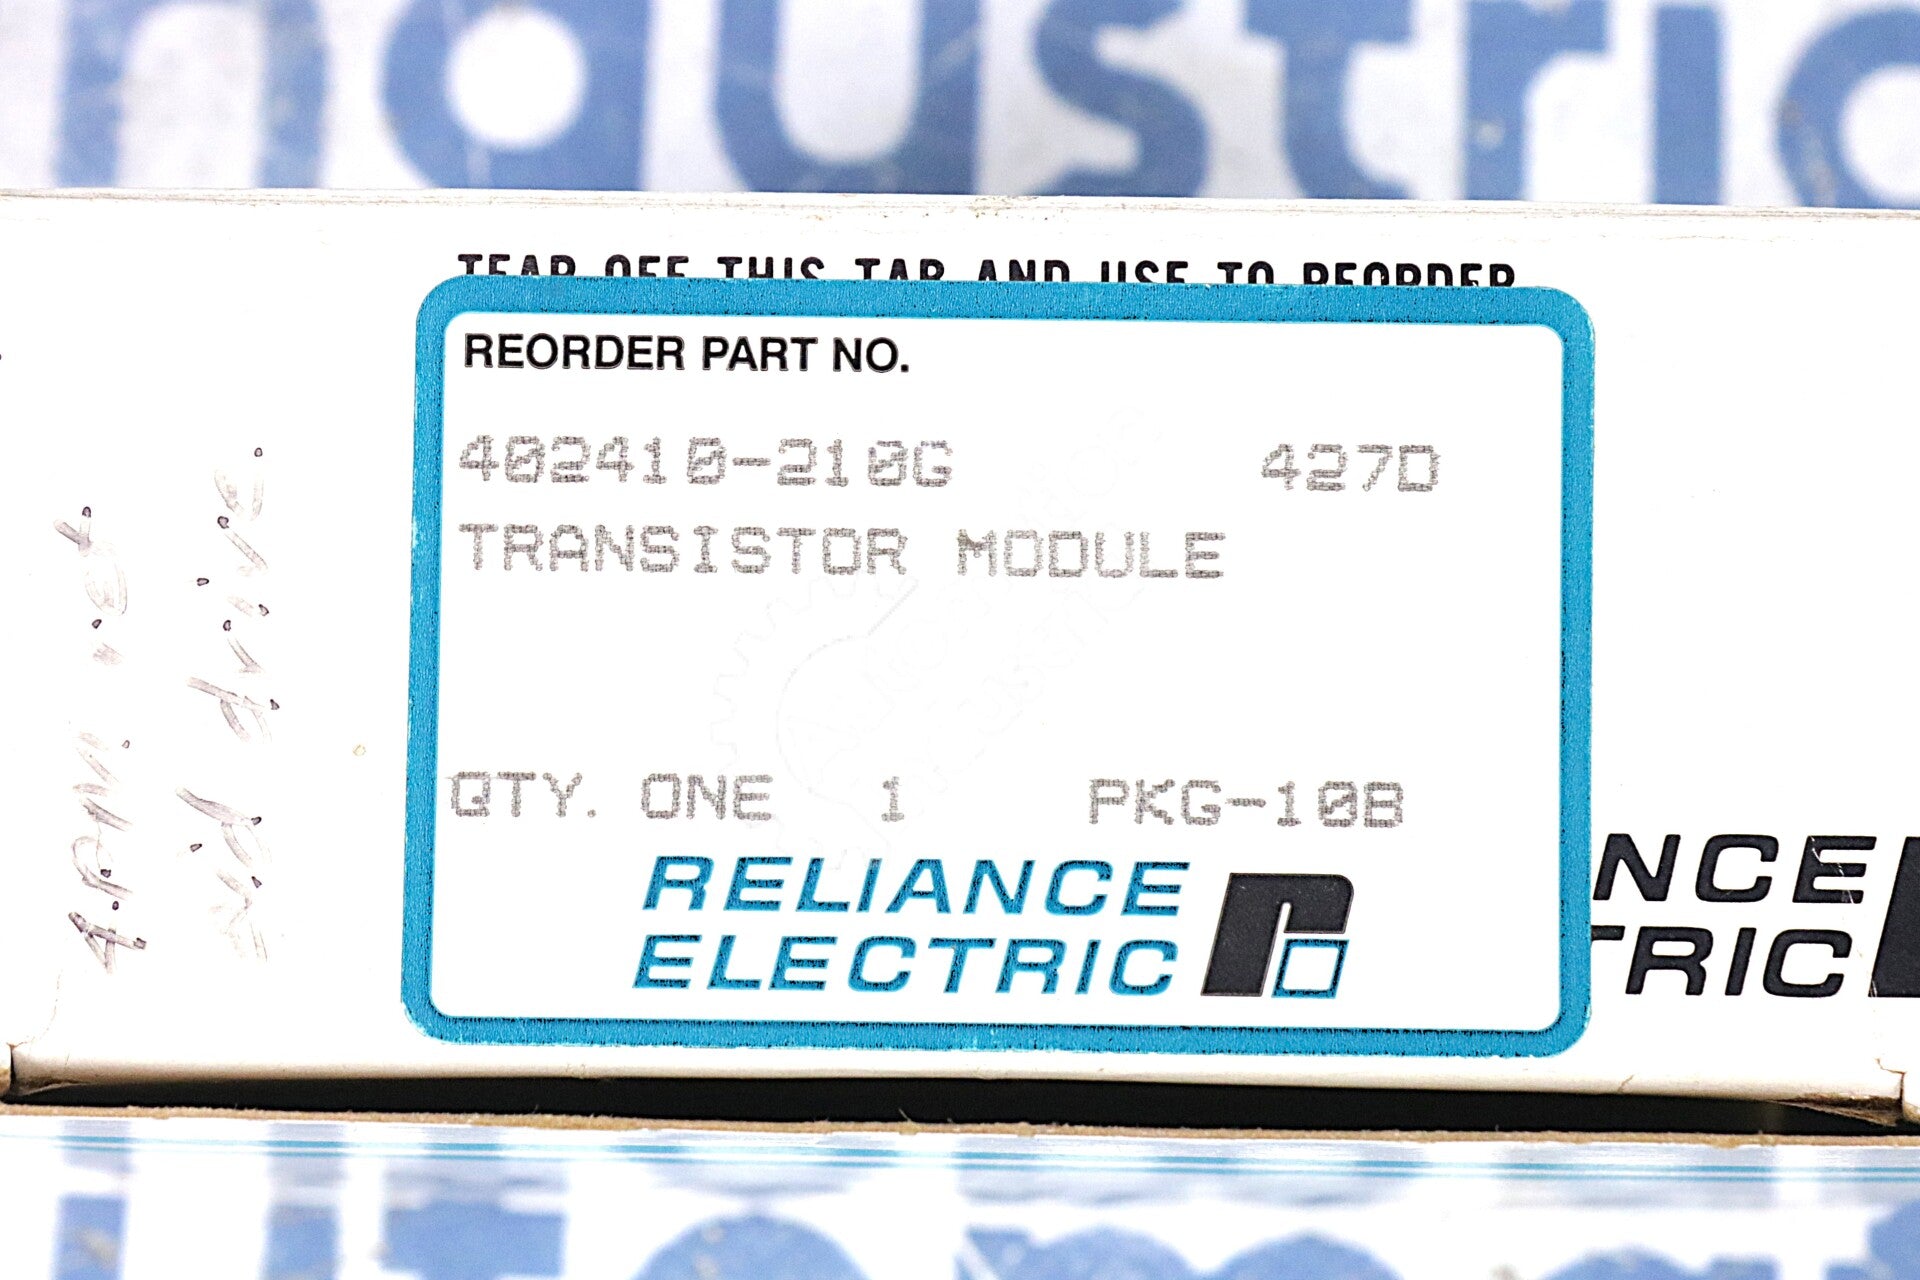 TEAR OFF THIS TAB AND USE TO REORDER
REORDER PART NO.
402410-210G 427D
TRANSISTOR MODULE
QTY. ONE 1 PKG-10B
RELIANCE
ELECTRIC
NCE
TRIC
drive.